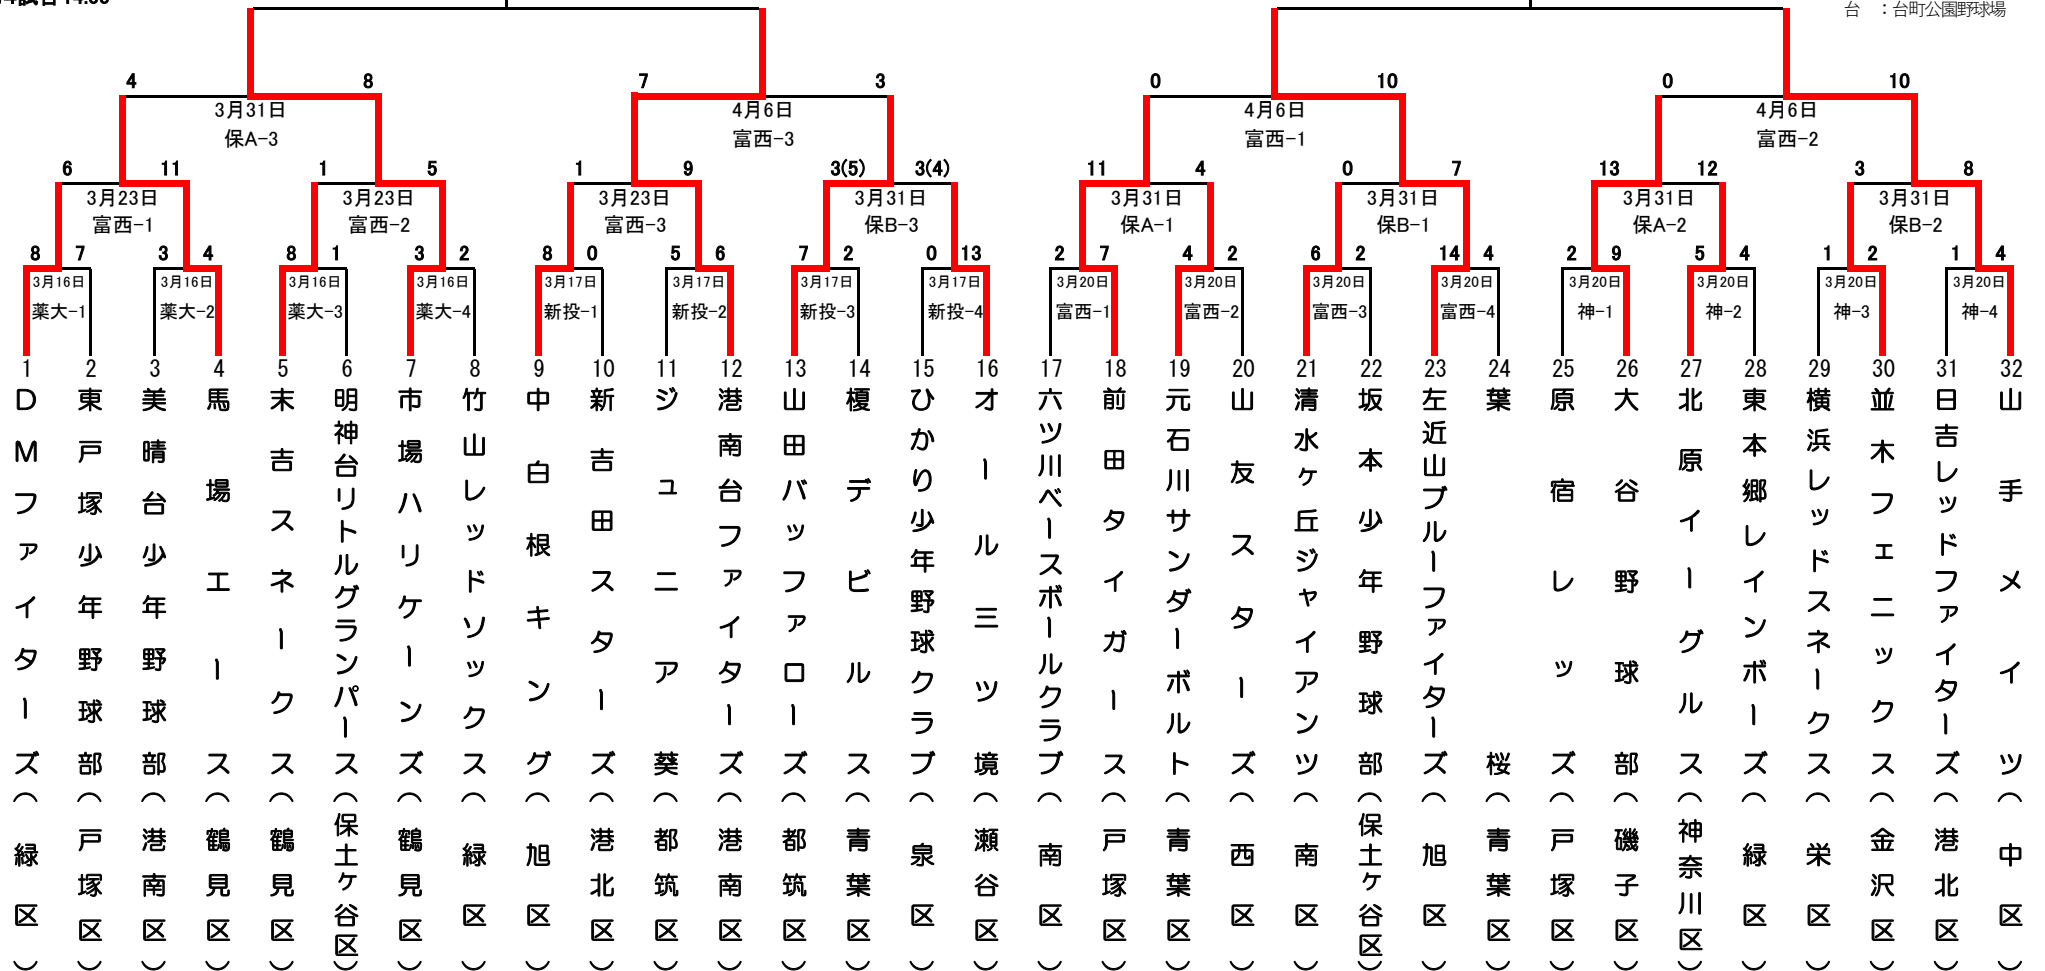 台　：台町公園野球場
4 8 7 3 0 10 0 10
3月31日 4月6日 4月6日 4月6日
保A-3 富西-3 富西-1 富西-2
6 11 1 5 1 9 3(5) 3(4) 11 4 0 7 13 12 3 8
3月23日 3月23日 3月23日 3月31日 3月31日 3月31日 3月31日 3月31日
富西-1 富西-2 富西-3 保B-3 保A-1 保B-1 保A-2 保B-2
8 7 3 4 8 1 3 2 8 0 5 6 7 2 0 13 2 7 4 2 6 2 14 4 2 9 5 4 1 2 1 4
3月16日 3月16日 3月16日 3月16日 3月17日 3月17日 3月17日 3月17日 3月20日 3月20日 3月20日 3月20日 3月20日 3月20日 3月20日 3月20日
薬大-1 薬大-2 薬大-3 薬大-4 新投-1 新投-2 新投-3 新投-4 富西-1 富西-2 富西-3 富西-4 神-1 神-2 神-3 神-4
1 DMファイターズ(緑区)
2 東戸塚少年野球部(戸塚区)
3 美晴台少年野球部(港南区)
4 馬場エース(鶴見区)
5 末吉スネークス(鶴見区)
6 明神台リトルグランパース(保土ヶ谷区)
7 市場ハリケーンズ(鶴見区)
8 竹山レッドソックス(緑区)
9 中白根キング(旭区)
10 新吉田スターズ(港北区)
11 ジュニア葵(都筑区)
12 港南台ファイターズ(港南区)
13 山田バッファローズ(都筑区)
14 榎デビルス(青葉区)
15 ひかり少年野球クラブ(泉区)
16 オール三ツ境(瀬谷区)
17 六ツ川ベースボールクラブ(南区)
18 前田タイガース(戸塚区)
19 元石川サンダーボルト(青葉区)
20 山友スターズ(西区)
21 清水ヶ丘ジャイアンツ(南区)
22 坂本少年野球部(保土ケ谷区)
23 左近山ブルーファイターズ(旭区)
24 葉桜(青葉区)
25 原宿レッズ(戸塚区)
26 大谷野球部(磯子区)
27 北原イーグルス(神奈川区)
28 東本郷レインボーズ(緑区)
29 横浜レッドスネークス(栄区)
30 並木フェニックス(金沢区)
31 日吉レッドファイターズ(港北区)
32 山手メイツ(中区)